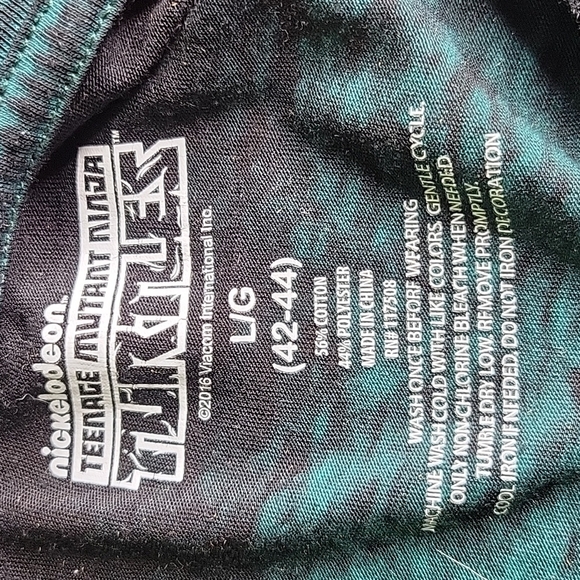 nickelodeon™
TEENAGE MUTANT NINJA
TURTLES™
©2016 Viacom International Inc.
L/G
(42-44)
56% COTTON
44% POLYESTER
MADE IN CHINA
RN# 117508
WASH ONCE BEFORE WEARING
MACHINE WASH COLD WITH LIKE COLORS. GENTLE CYCLE.
ONLY NON-CHLORINE BLEACH WHEN NEEDED
TUMBLE DRY LOW. REMOVE PROMPTLY.
COOL IRON IF NEEDED. DO NOT IRON DECORATION